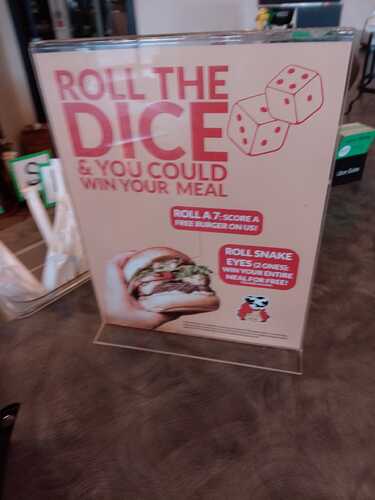 ROLL THE
DICE
& YOU COULD
WIN YOUR MEAL
ROLL A 7: SCORE A
FREE BURGER ON US!
ROLL SNAKE
EYES (2 ONES):
WIN YOUR ENTIRE
MEAL FOR FREE!
S